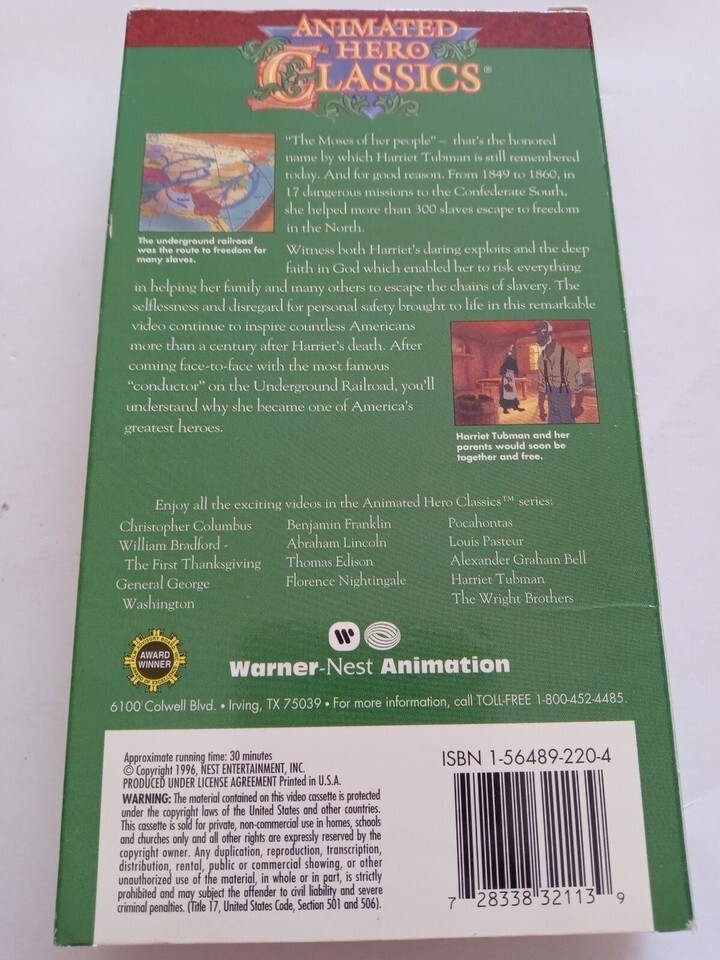 ANIMATED
HERO
CLASSICS®
"The Moses of her people" – that's the honored
name by which Harriet Tubman is still remembered
today. And for good reason. From 1849 to 1860, in
17 dangerous missions to the Confederate South,
she helped more than 300 slaves escape to freedom
in the North.
The underground railroad
was the route to freedom for
many slaves.
Witness both Harriet's daring exploits and the deep
faith in God which enabled her to risk everything
in helping her family and many others to escape the chains of slavery. The
selflessness and disregard for personal safety brought to life in this remarkable
video continue to inspire countless Americans
more than a century after Harriet's death. After
coming face-to-face with the most famous
"conductor" on the Underground Railroad, you'll
understand why she became one of America's
greatest heroes.
Harriet Tubman and her
parents would soon be
together and free.
Enjoy all the exciting videos in the Animated Hero Classics™ series:
Christopher Columbus
William Bradford -
The First Thanksgiving
General George
Washington
Benjamin Franklin
Abraham Lincoln
Thomas Edison
Florence Nightingale
Pocahontas
Louis Pasteur
Alexander Graham Bell
Harriet Tubman
The Wright Brothers
AWARD
WINNER
Warner-Nest Animation
6100 Colwell Blvd. • Irving, TX 75039 • For more information, call TOLL-FREE 1-800-452-4485.
Approximate running time: 30 minutes
© Copyright 1996, NEST ENTERTAINMENT, INC.
PRODUCED UNDER LICENSE AGREEMENT Printed in U.S.A.
WARNING: The material contained on this video cassette is protected
under the copyright laws of the United States and other countries.
This cassette is sold for private, non-commercial use in homes, schools
and churches only and all other rights are expressly reserved by the
copyright owner. Any duplication, reproduction, transcription,
distribution, rental, public or commercial showing, or other
unauthorized use of the material, in whole or in part, is strictly
prohibited and may subject the offender to civil liability and severe
criminal penalties. (Title 17, United States Code, Section 501 and 506).
ISBN 1-56489-220-4
7 28338 32113 9